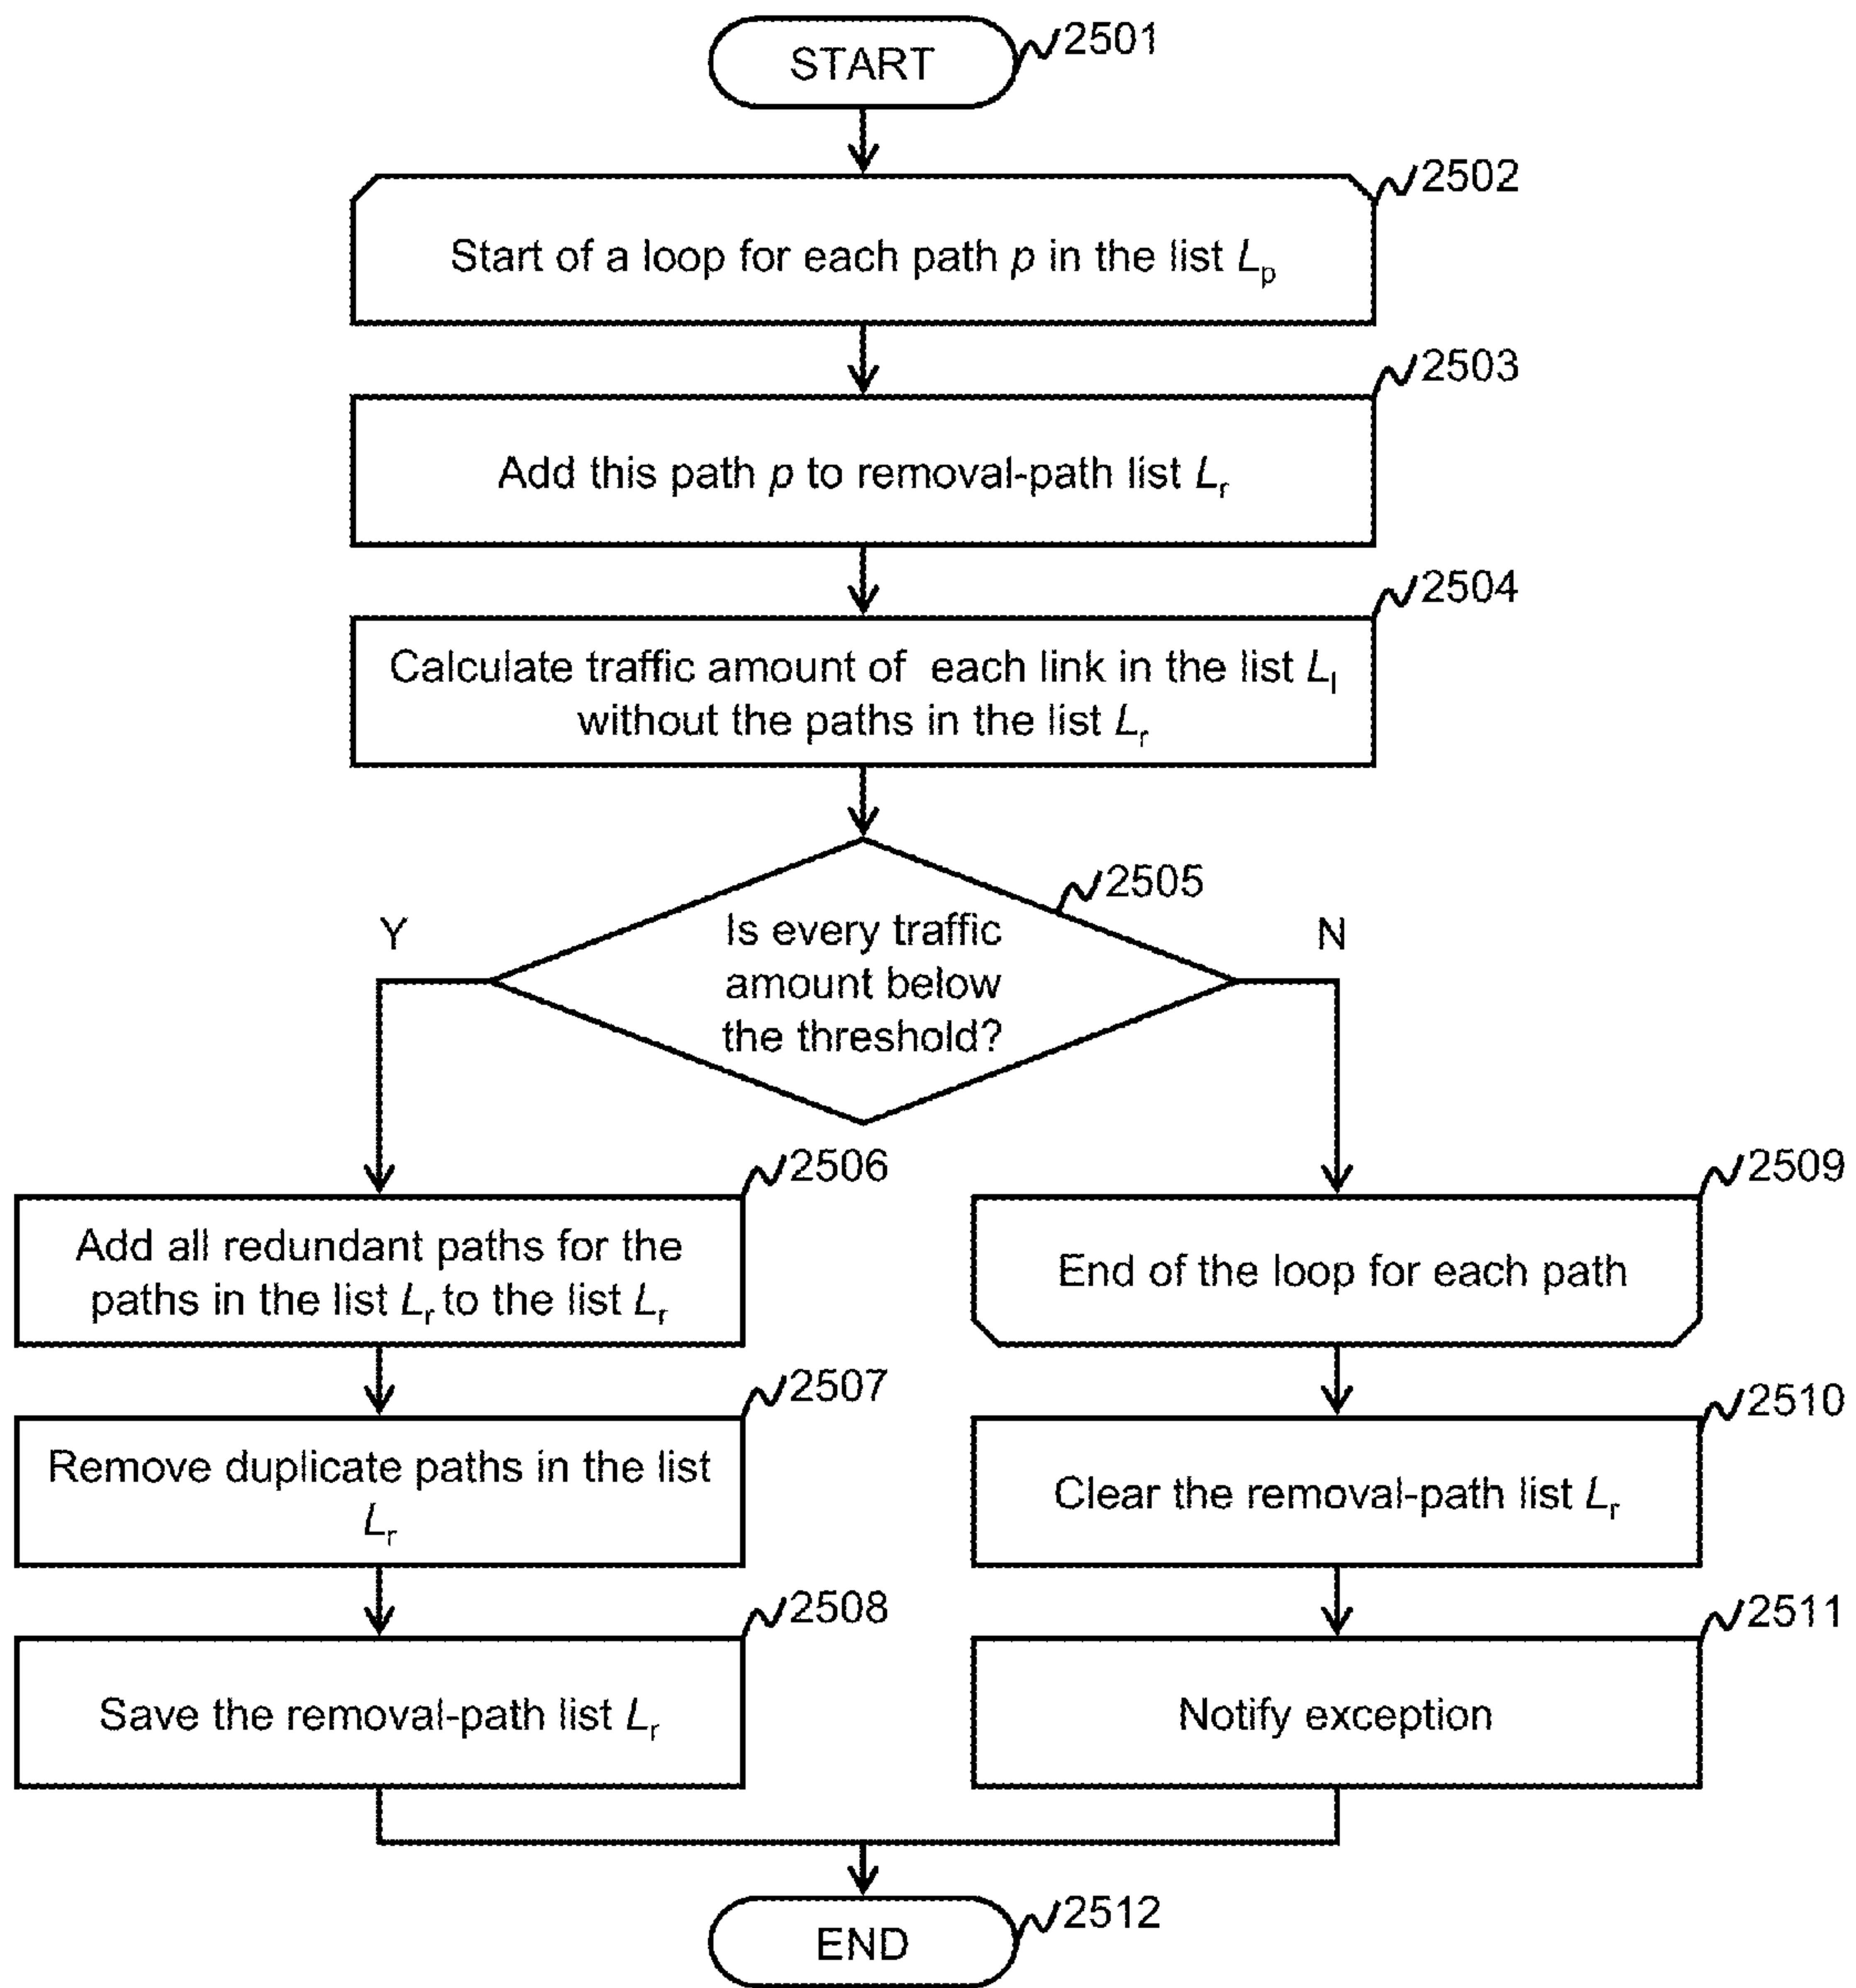 START
2501
2502
Start of a loop for each path p in the list Lp
2503
Add this path p to removal-path list Lr
2504
Calculate traffic amount of each link in the list Ll
without the paths in the list Lr
2505
Y
N
Is every traffic
amount below
the threshold?
2506
Add all redundant paths for the
paths in the list Lr to the list Lr
2507
Remove duplicate paths in the list
Lr
2508
Save the removal-path list Lr
2509
End of the loop for each path
2510
Clear the removal-path list Lr
2511
Notify exception
END
2512